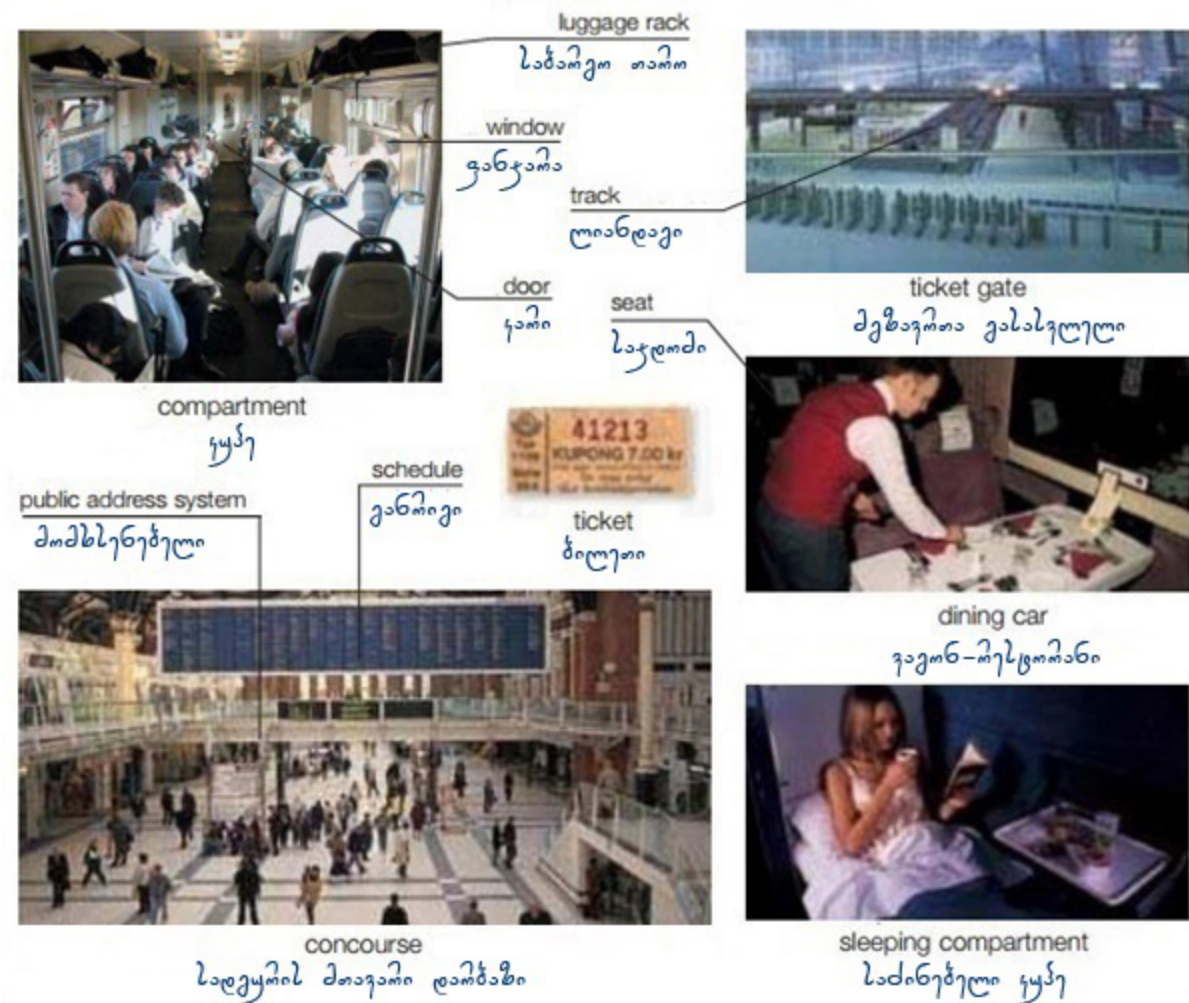 luggage rack
საბარგო თარო
window
ფანჯარა
track
ლიანდაგი
door
კარი
seat
საჯდომი
ticket gate
მგზავრთა გასასვლელი
compartment
კუპე
41213
KUPONG 7.00 kr
ticket
ბილეთი
schedule
განრიგი
public address system
მომხსენებელი
dining car
ვაგონ-რესტორანი
concourse
სადგურის მთავარი დარბაზი
sleeping compartment
საძინებელი კუპე